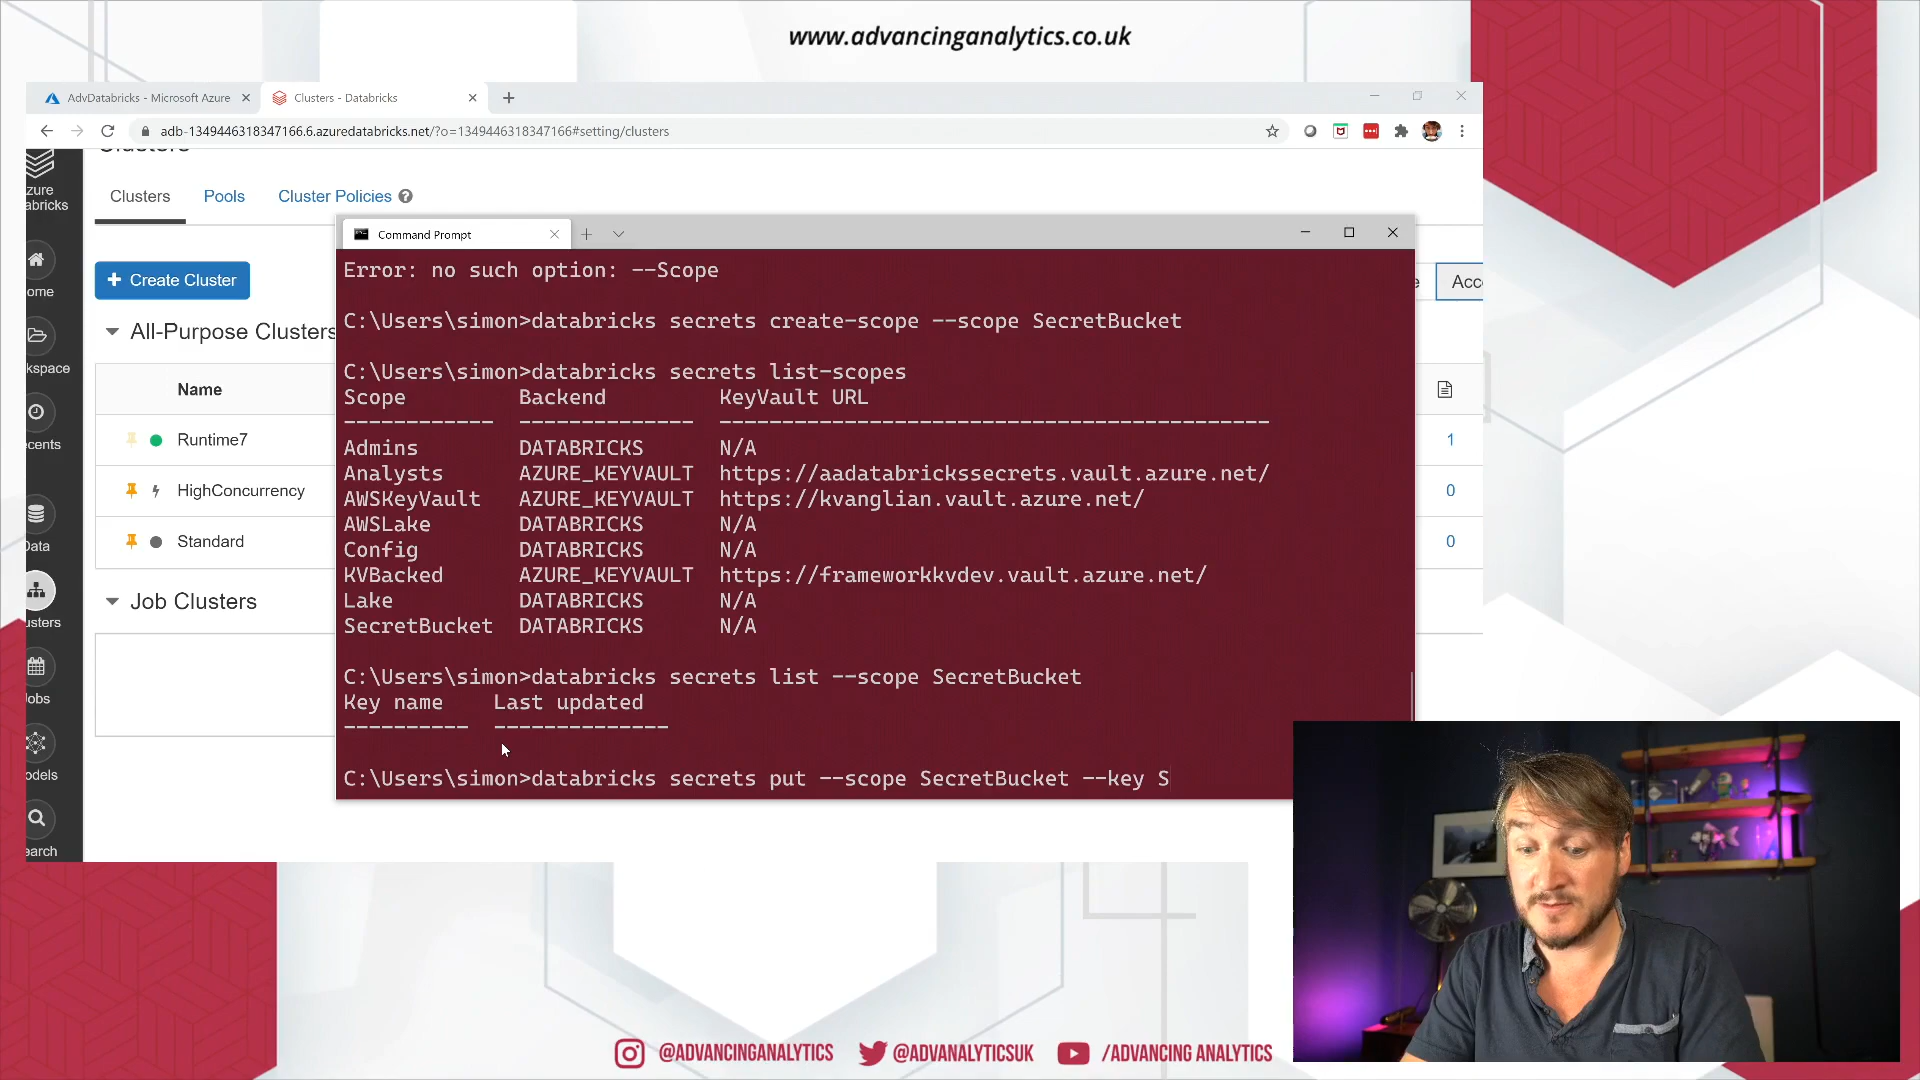 www.advancinganalytics.co.uk
AdvDatabricks - Microsoft Azure
Clusters - Databricks
adb-1349446318347166.6.azuredatabricks.net/?o=1349446318347166#setting/clusters
Clusters
Pools
Cluster Policies
Create Cluster
All-Purpose Clusters
Name
Runtime7
1
HighConcurrency
0
Standard
0
Job Clusters
Command Prompt
Error: no such option: --Scope
C:\Users\simon>databricks secrets create-scope --scope SecretBucket
C:\Users\simon>databricks secrets list-scopes
Scope Backend KeyVault URL
------------ -------------- --------------------------------------------
Admins DATABRICKS N/A
Analysts AZURE_KEYVAULT https://aadatabrickssecrets.vault.azure.net/
AWSKeyVault AZURE_KEYVAULT https://kvanglian.vault.azure.net/
AWSLake DATABRICKS N/A
Config DATABRICKS N/A
KVBacked AZURE_KEYVAULT https://frameworkkvdev.vault.azure.net/
Lake DATABRICKS N/A
SecretBucket DATABRICKS N/A
C:\Users\simon>databricks secrets list --scope SecretBucket
Key name Last updated
---------- --------------
C:\Users\simon>databricks secrets put --scope SecretBucket --key S
@ADVANCINGANALYTICS
@ADVANALYTICSUK
/ADVANCING ANALYTICS